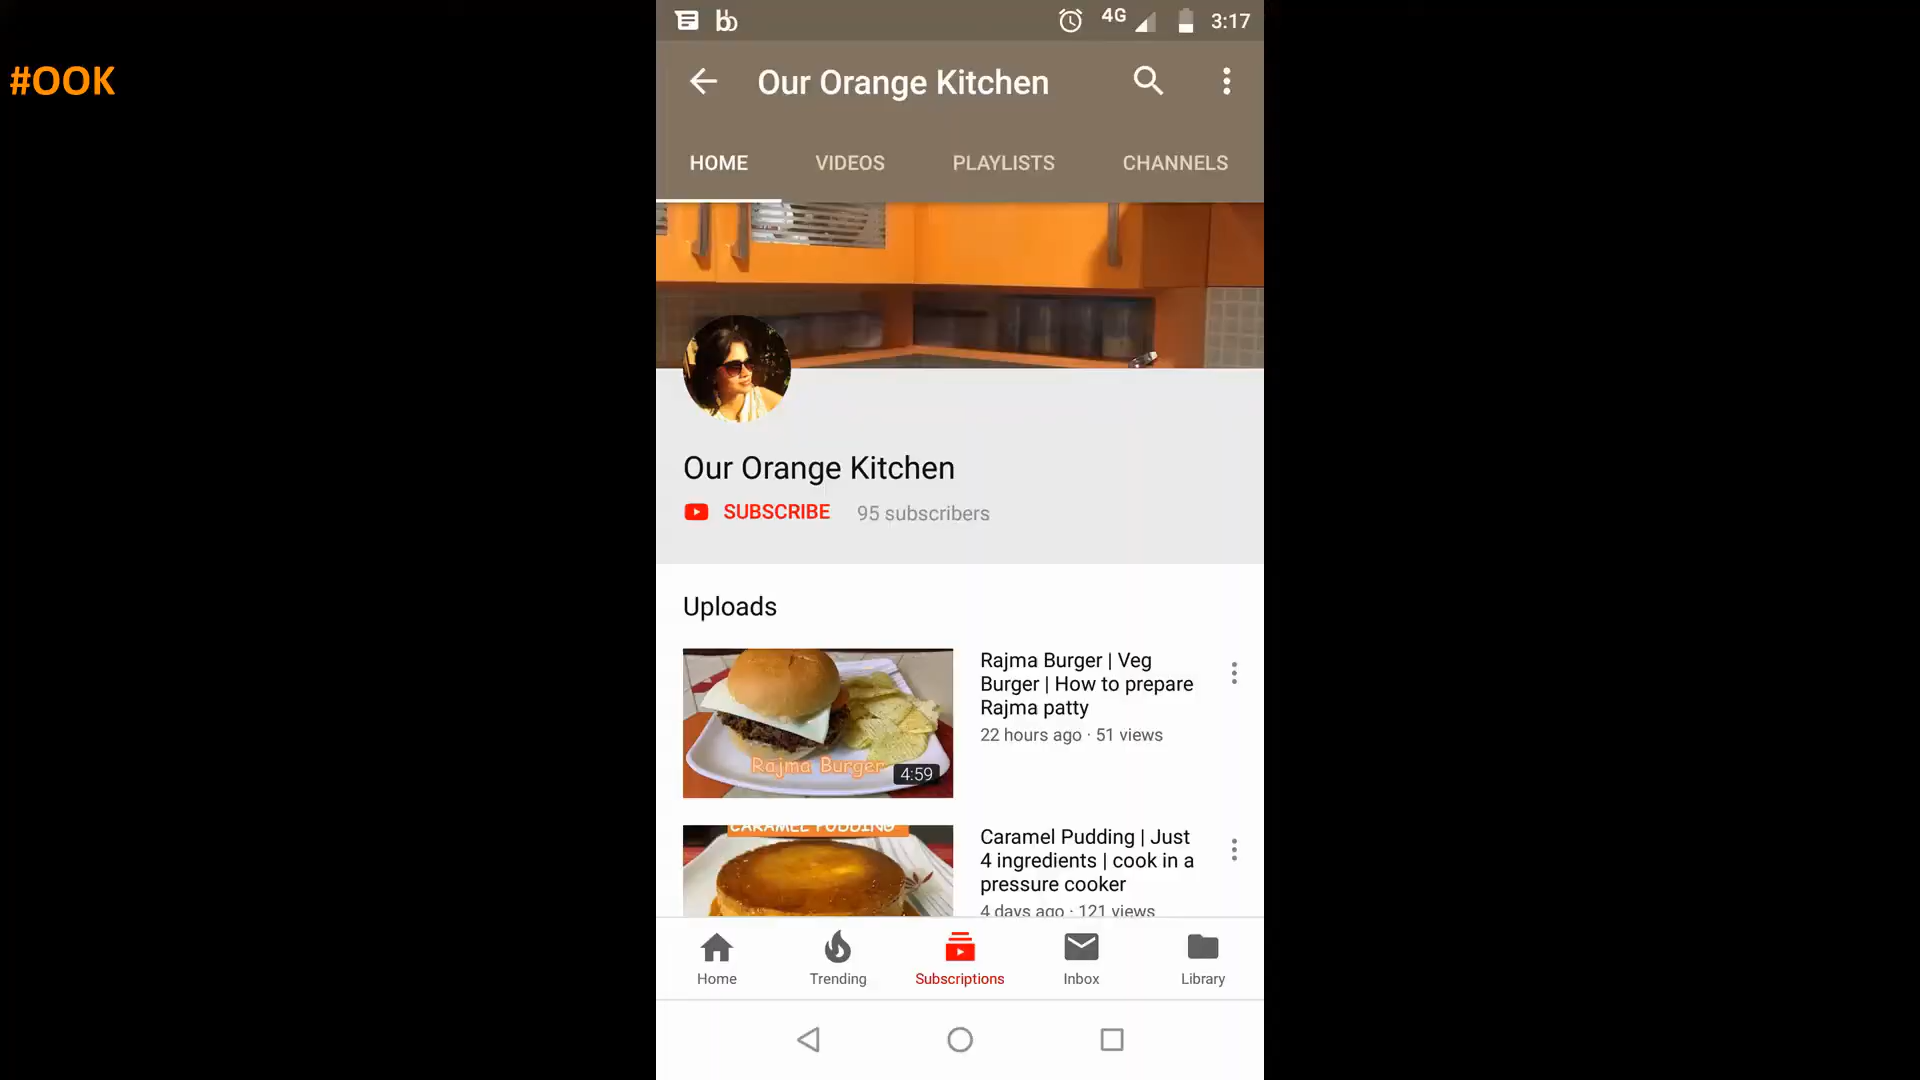 #OOK
4G 3:17
Our Orange Kitchen
HOME VIDEOS PLAYLISTS CHANNELS
Our Orange Kitchen
SUBSCRIBE 95 subscribers
Uploads
Rajma Burger | Veg
Burger | How to prepare
Rajma patty
22 hours ago · 51 views
Rajma Burger
4:59
CARAMEL PUDDING
Caramel Pudding | Just
4 ingredients | cook in a
pressure cooker
4 days ago · 121 views
Home Trending Subscriptions Inbox Library